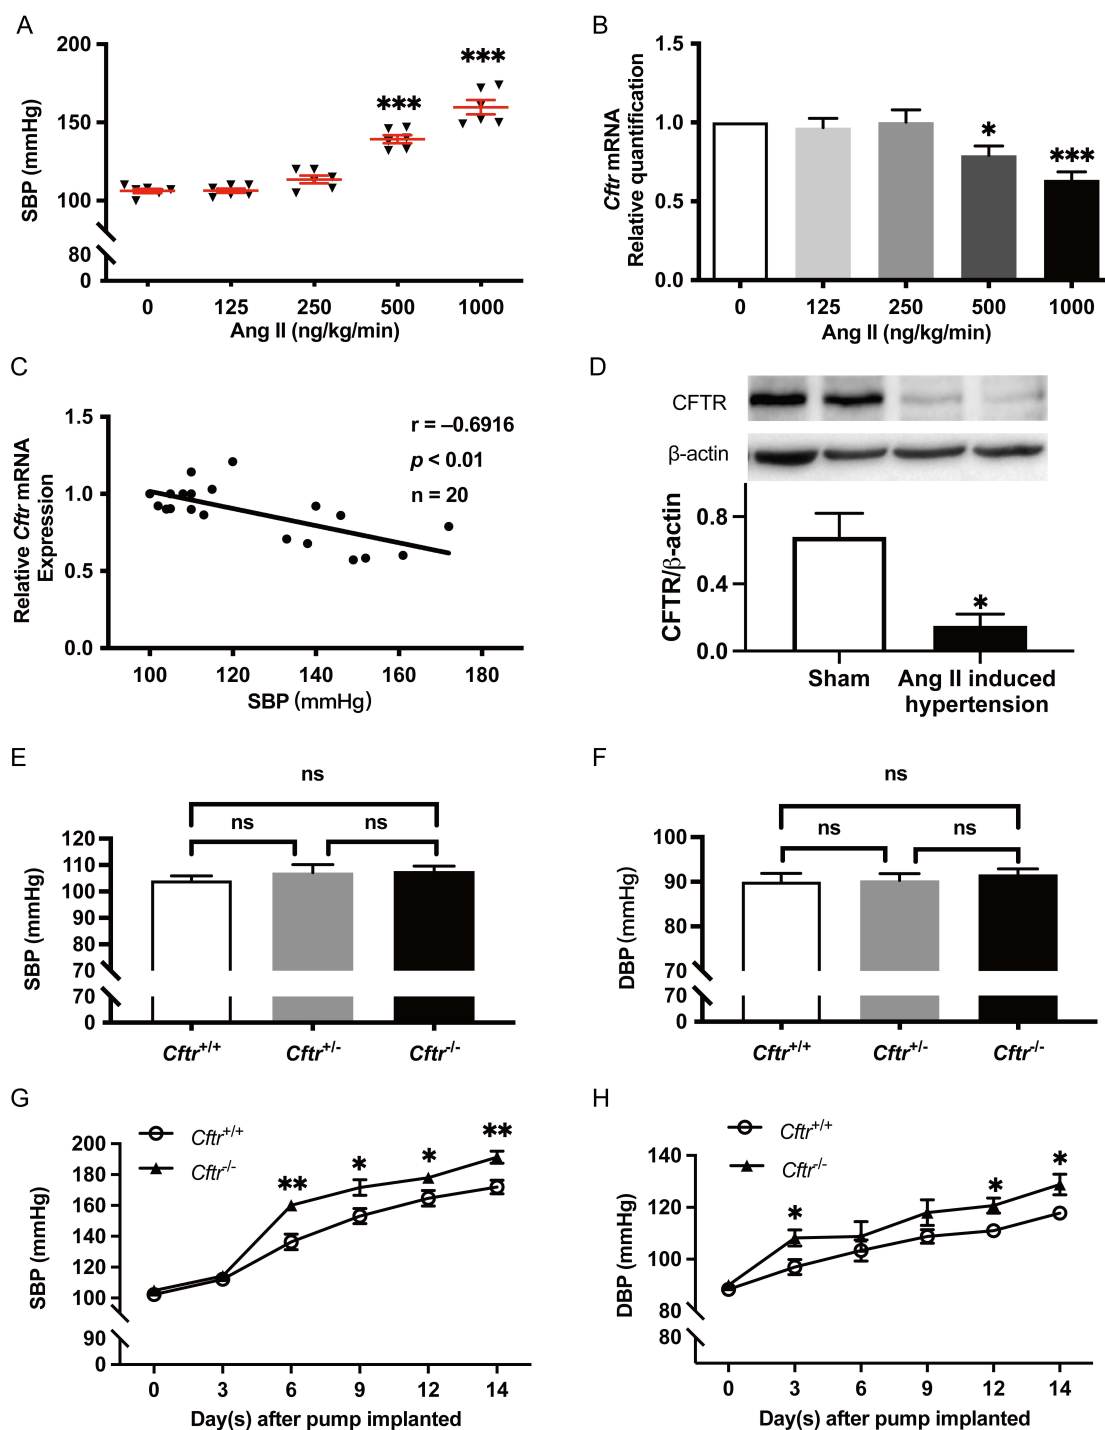 A
200
150
100
80
0
SBP (mmHg)
***
***
0 125 250 500 1000
Ang II (ng/kg/min)
B
1.5
1.0
0.5
0.0
Cftr mRNA
Relative quantification
*
***
0 125 250 500 1000
Ang II (ng/kg/min)
C
1.5
1.0
0.5
0.0
Relative Cftr mRNA
Expression
r = –0.6916
p < 0.01
n = 20
100 120 140 160 180
SBP (mmHg)
D
CFTR
β-actin
0.8
0.4
0.0
CFTR/β-actin
*
Sham
Ang II induced
hypertension
E
ns
ns ns
120
110
100
90
80
70
70
0
SBP (mmHg)
Cftr+/+ Cftr+/- Cftr-/-
F
ns
ns ns
100
90
80
70
70
0
DBP (mmHg)
Cftr+/+ Cftr+/- Cftr-/-
G
Cftr+/+
Cftr-/-
200
180
160
140
120
100
90
0
SBP (mmHg)
** * * **
0 3 6 9 12 14
Day(s) after pump implanted
H
Cftr+/+
Cftr-/-
140
120
100
80
80
DBP (mmHg)
* * *
0 3 6 9 12 14
Day(s) after pump implanted